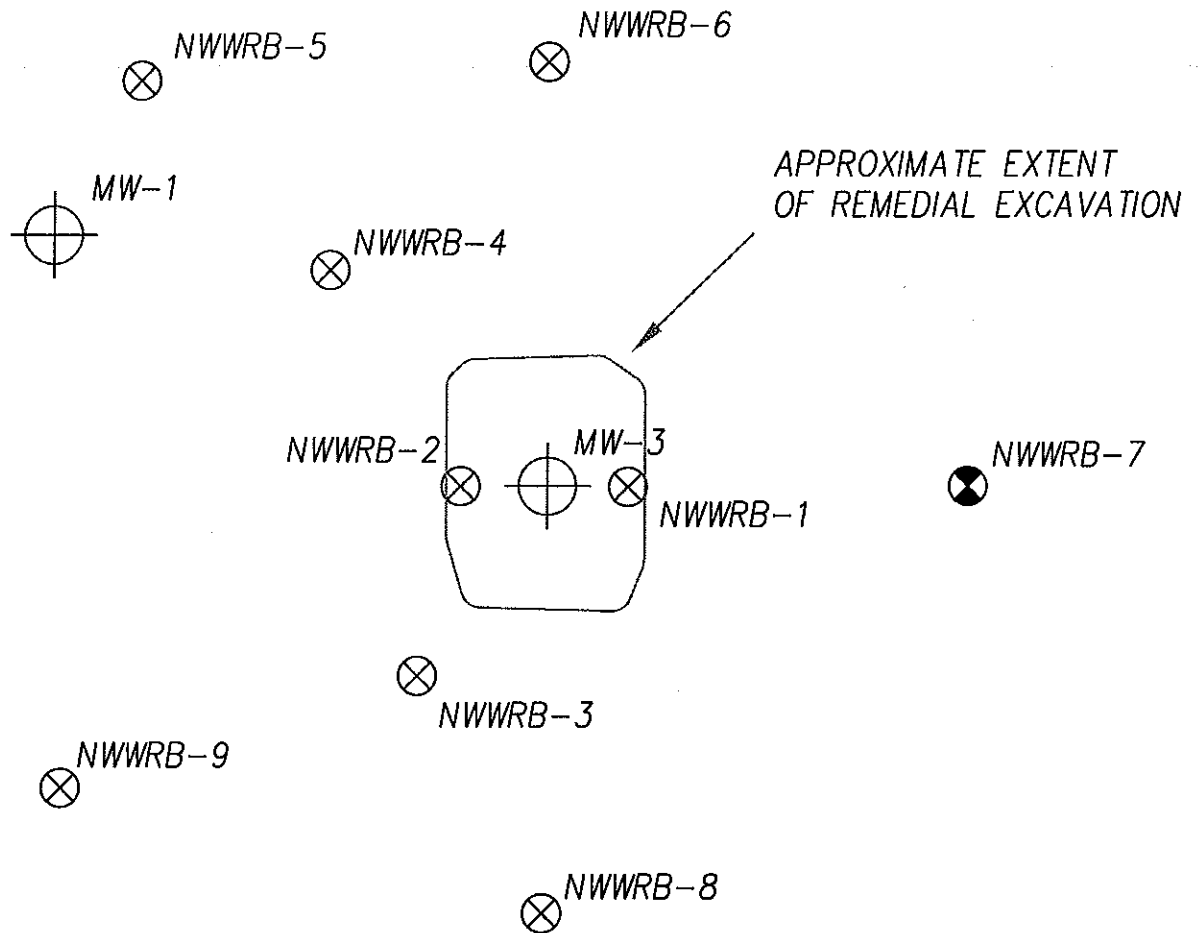 NWWRB-5
NWWRB-6
APPROXIMATE EXTENT
OF REMEDIAL EXCAVATION
MW-1
NWWRB-4
NWWRB-2
MW-3
NWWRB-7
NWWRB-1
NWWRB-3
NWWRB-9
NWWRB-8